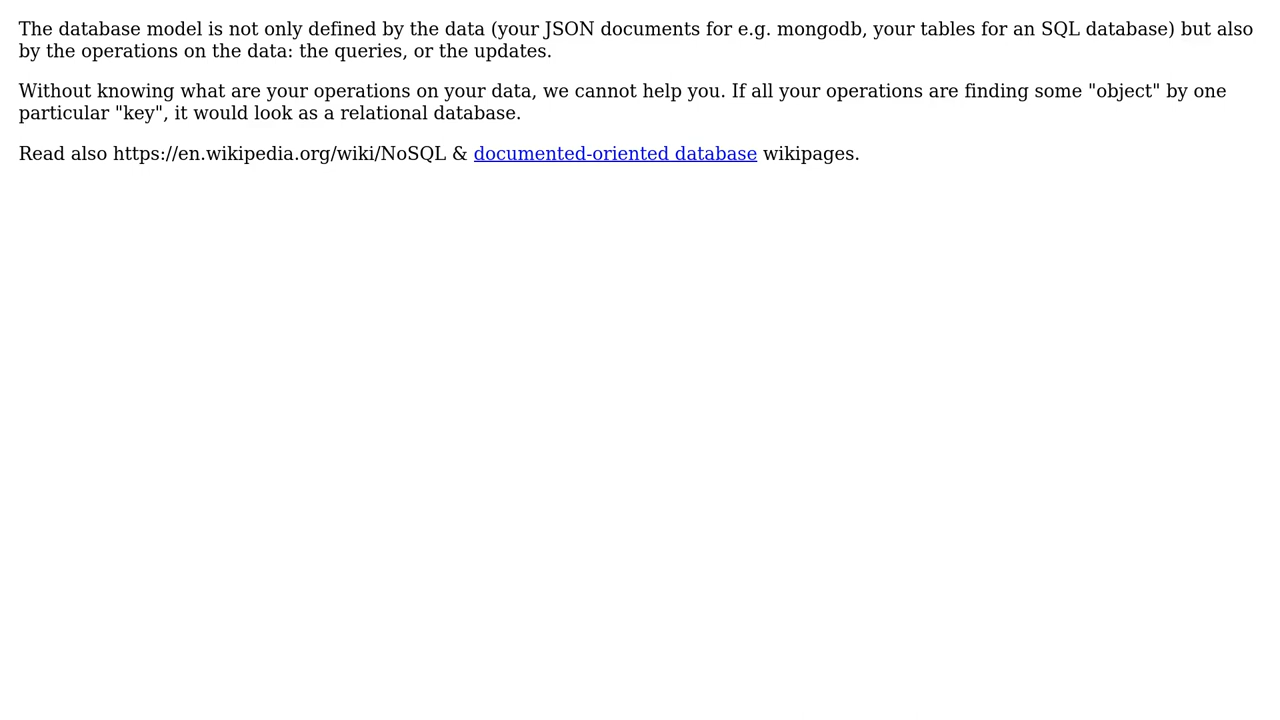 The database model is not only defined by the data (your JSON documents for e.g. mongodb, your tables for an SQL database) but also
by the operations on the data: the queries, or the updates.
Without knowing what are your operations on your data, we cannot help you. If all your operations are finding some "object" by one
particular "key", it would look as a relational database.
Read also https://en.wikipedia.org/wiki/NoSQL & documented-oriented database wikipages.